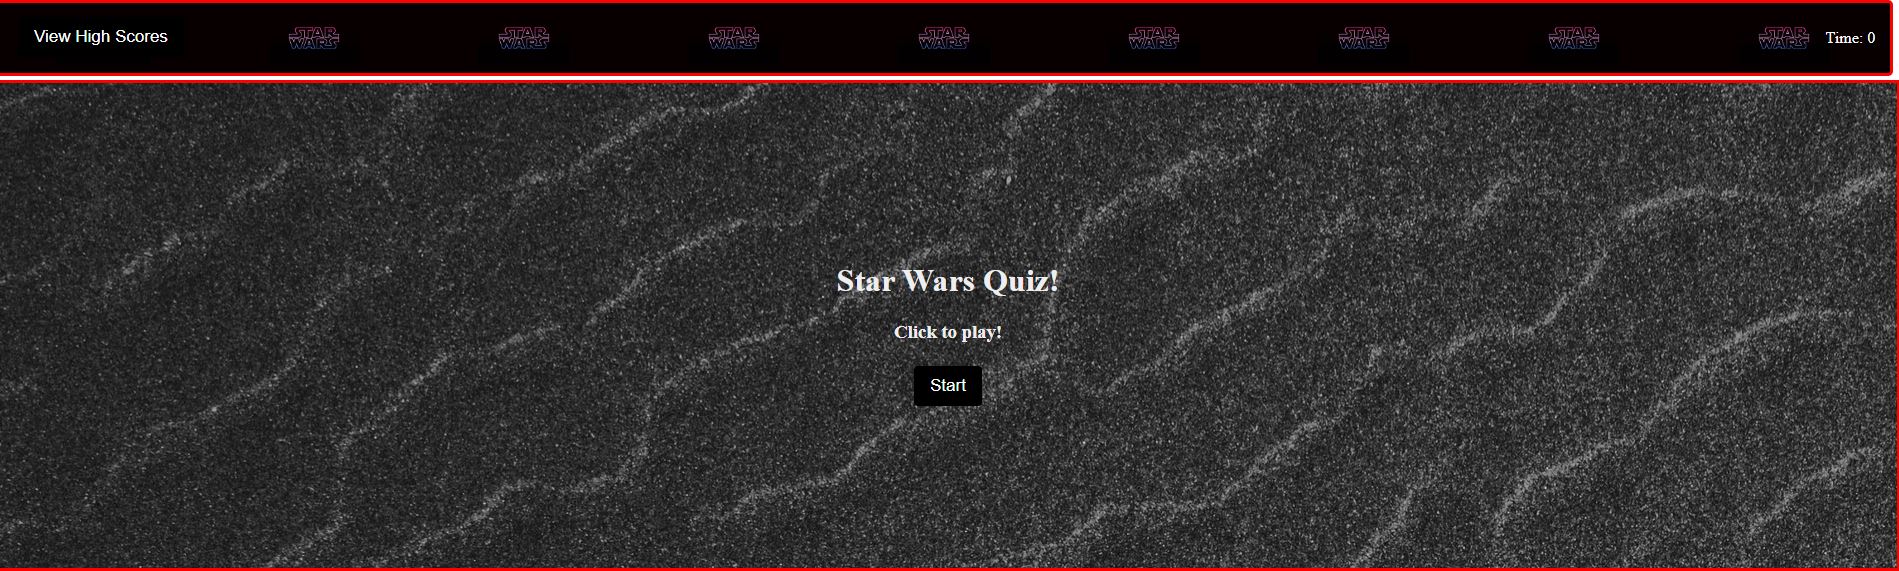 View High Scores
STAR WARS STAR WARS STAR WARS STAR WARS STAR WARS STAR WARS STAR WARS STAR WARS
Time: 0
Star Wars Quiz!
Click to play!
Start